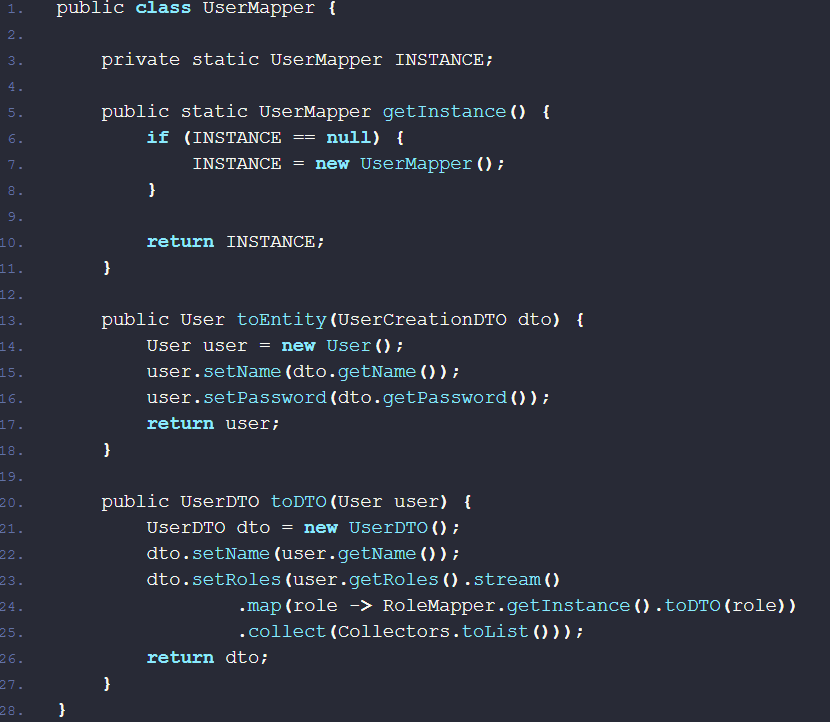 1. public class UserMapper {
2.
3.     private static UserMapper INSTANCE;
4.
5.     public static UserMapper getInstance() {
6.         if (INSTANCE == null) {
7.             INSTANCE = new UserMapper();
8.         }
9.
10.         return INSTANCE;
11.     }
12.
13.     public User toEntity(UserCreationDTO dto) {
14.         User user = new User();
15.         user.setName(dto.getName());
16.         user.setPassword(dto.getPassword());
17.         return user;
18.     }
19.
20.     public UserDTO toDTO(User user) {
21.         UserDTO dto = new UserDTO();
22.         dto.setName(user.getName());
23.         dto.setRoles(user.getRoles().stream()
24.                 .map(role -> RoleMapper.getInstance().toDTO(role))
25.                 .collect(Collectors.toList()));
26.         return dto;
27.     }
28. }